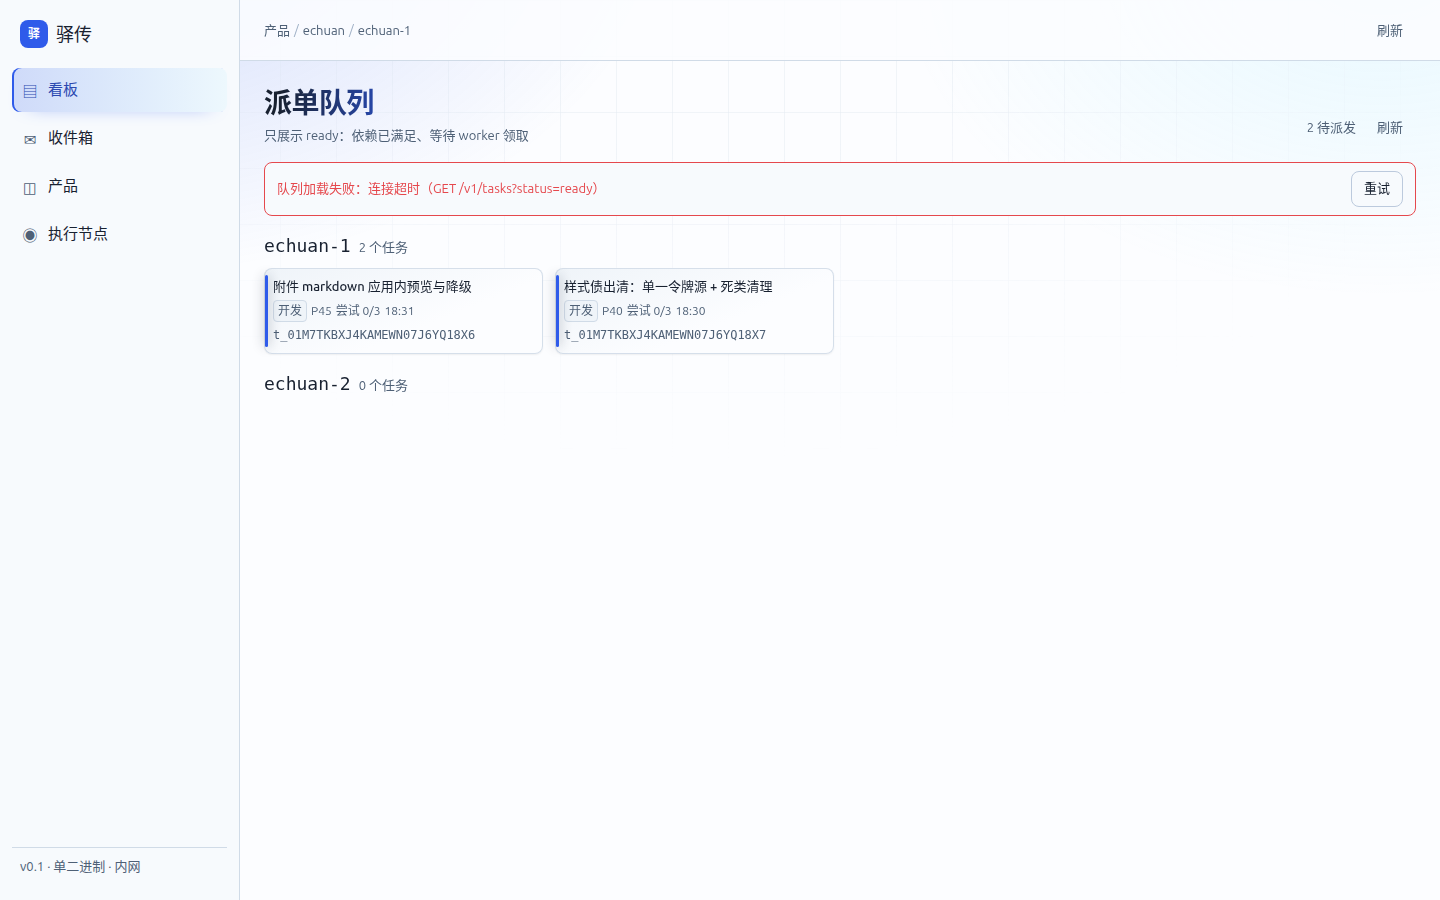 驿 驿传
看板
收件箱
产品
执行节点
v0.1 · 单二进制 · 内网
产品 / echuan / echuan-1
刷新
派单队列
只展示 ready：依赖已满足、等待 worker 领取
2 待派发 刷新
队列加载失败：连接超时（GET /v1/tasks?status=ready）
重试
echuan-1 2 个任务
附件 markdown 应用内预览与降级
开发 P45 尝试 0/3 18:31
t_01M7TKBXJ4KAMEWN07J6YQ18X6
样式债出清：单一令牌源 + 死类清理
开发 P40 尝试 0/3 18:30
t_01M7TKBXJ4KAMEWN07J6YQ18X7
echuan-2 0 个任务